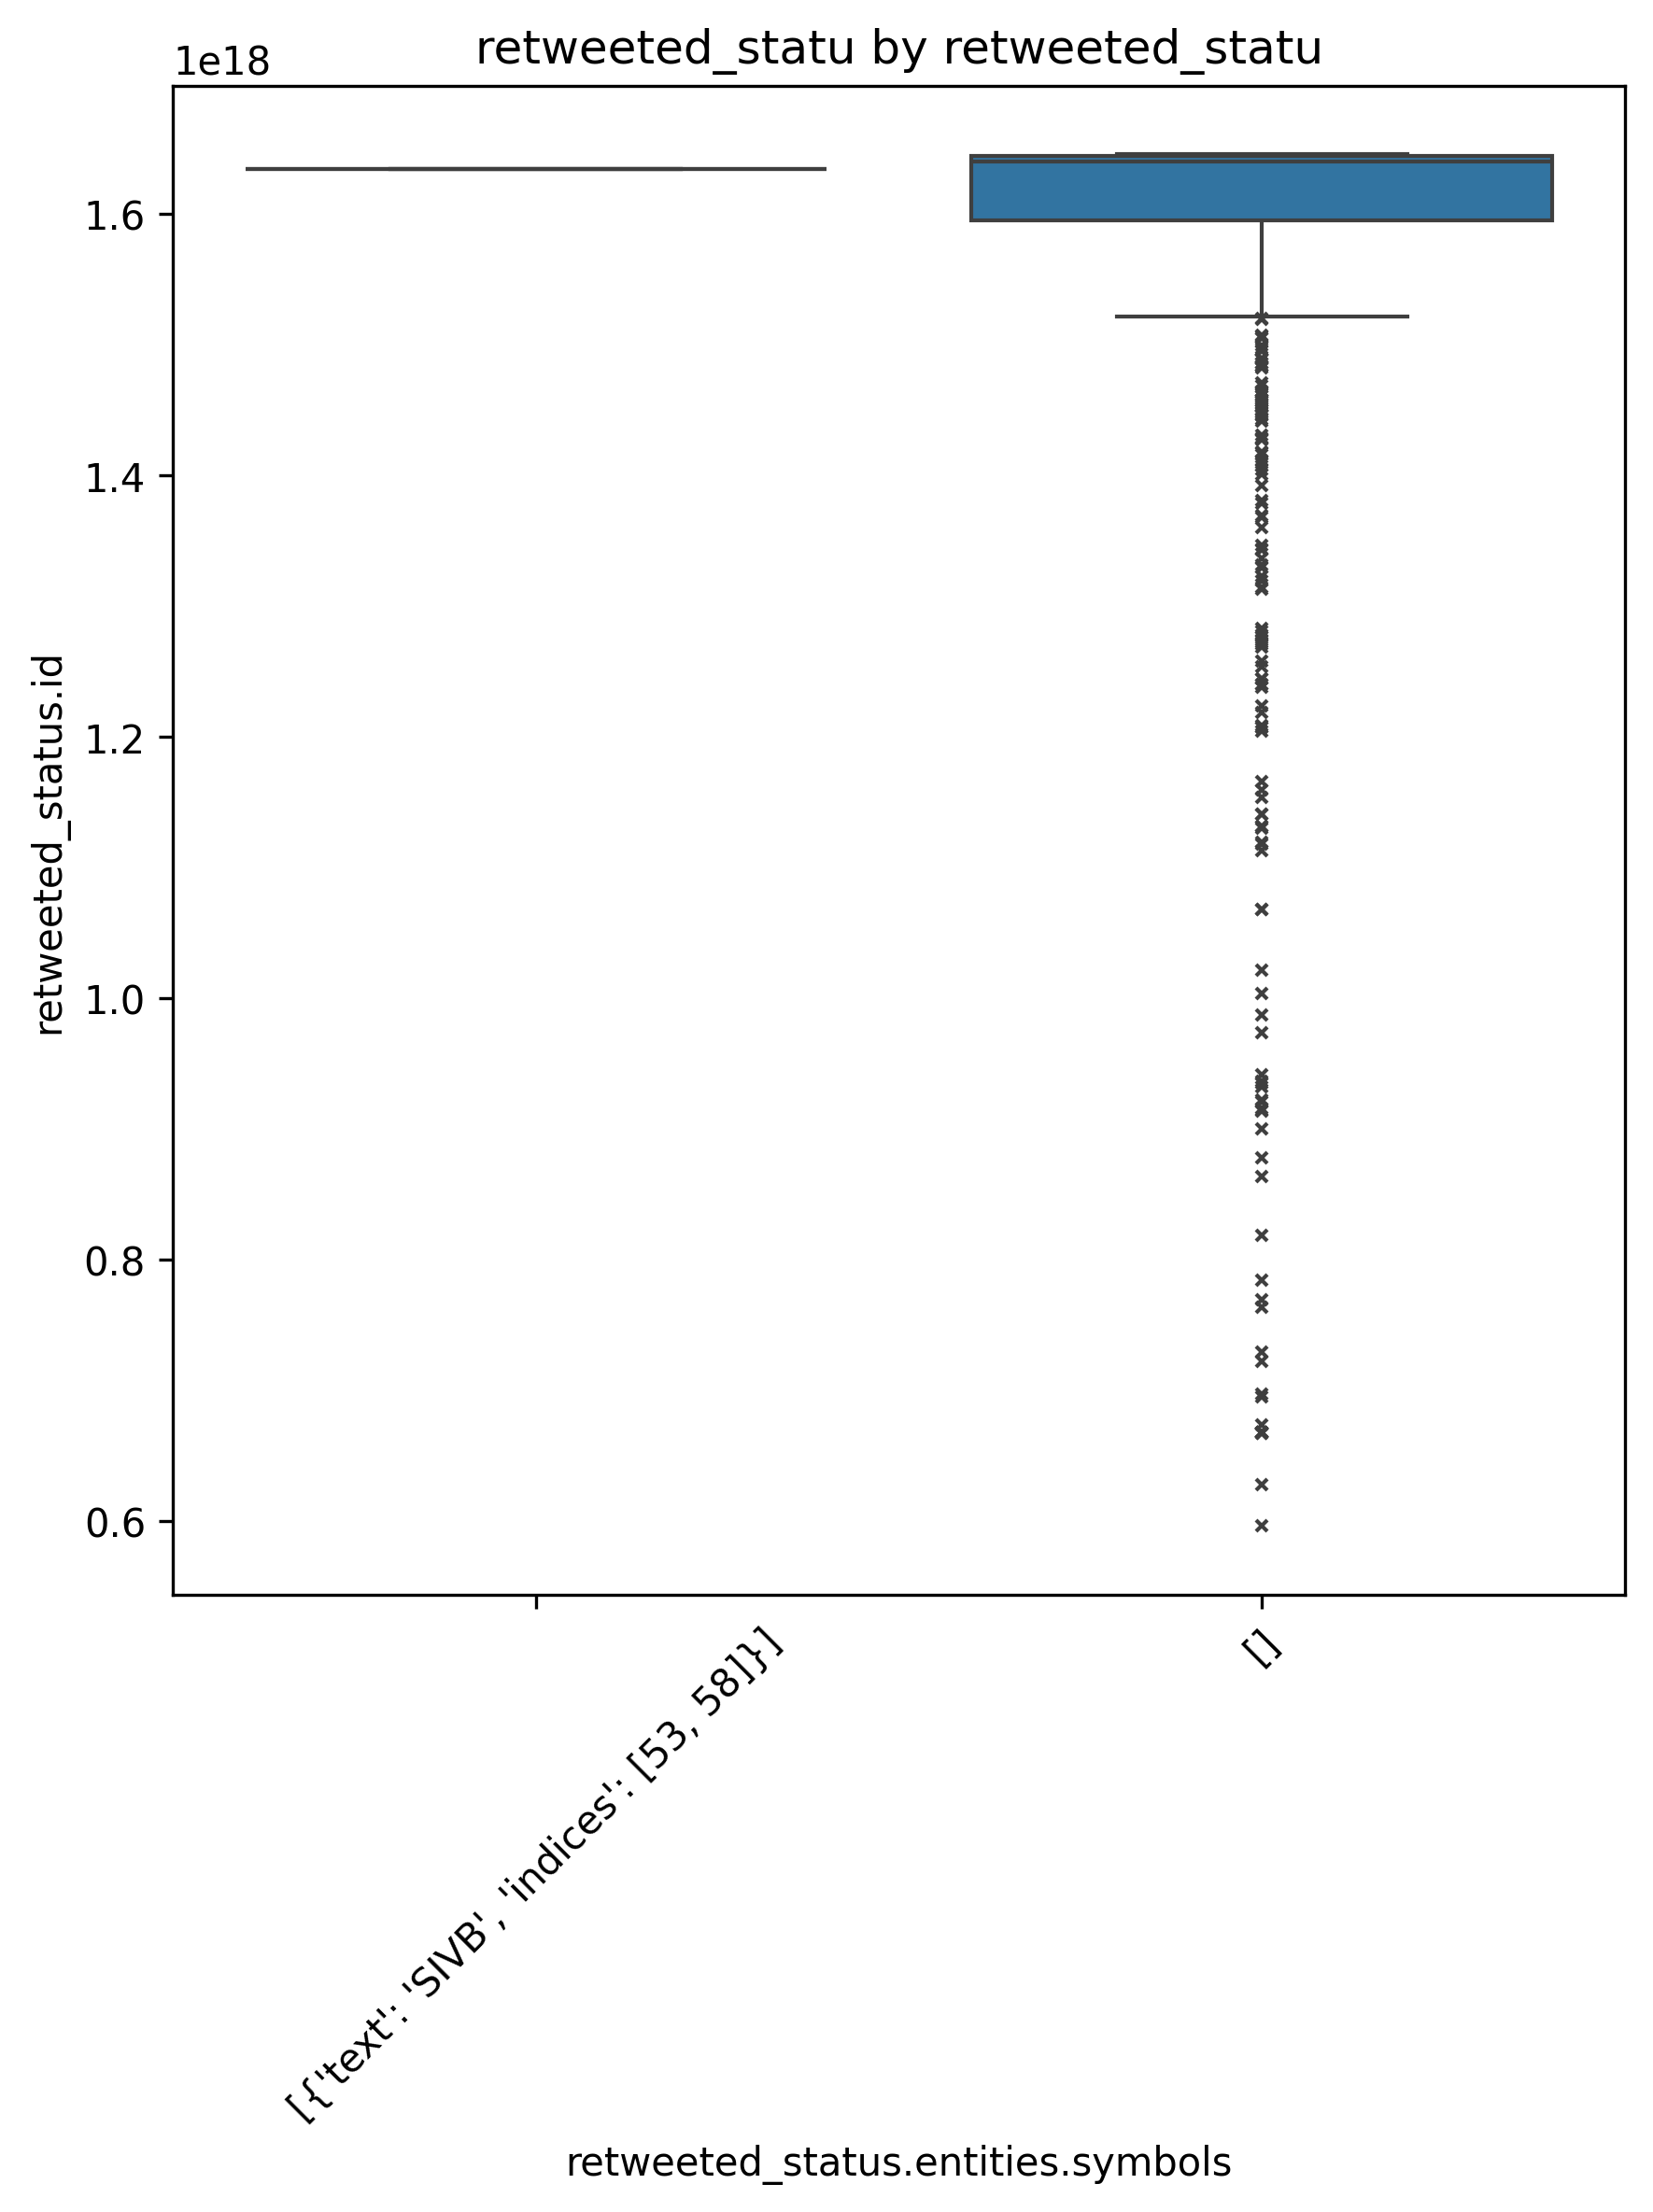 retweeted_statu by retweeted_statu
1e18
1.6
1.4
1.2
1.0
0.8
0.6
retweeted_status.id
[{'text': 'SIVB', 'indices': [53, 58]}]
[]
retweeted_status.entities.symbols